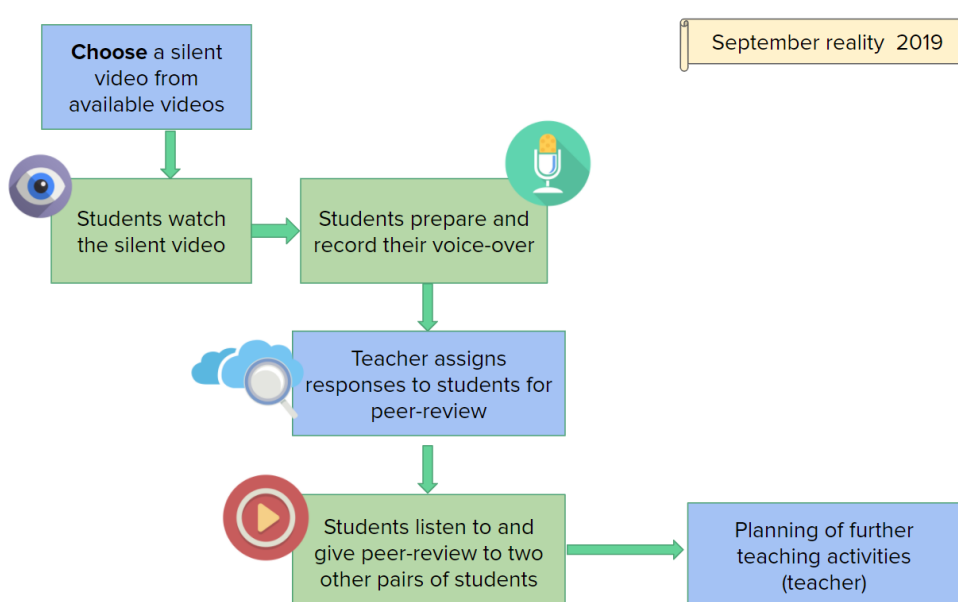 Choose a silent
video from
available videos
September reality 2019
Students watch
the silent video
Students prepare and
record their voice-over
Teacher assigns
responses to students for
peer-review
Students listen to and
give peer-review to two
other pairs of students
Planning of further
teaching activities
(teacher)